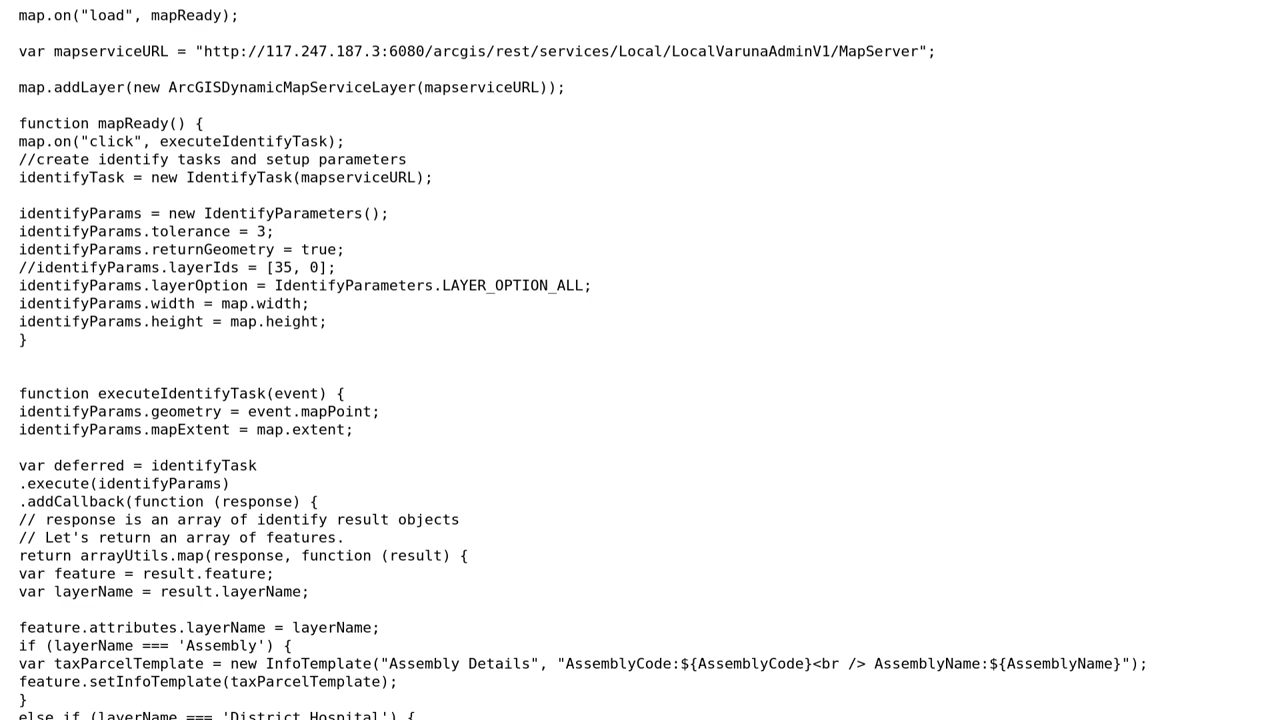 map.on("load", mapReady);
var mapserviceURL = "http://117.247.187.3:6080/arcgis/rest/services/Local/LocalVarunaAdminV1/MapServer";
map.addLayer(new ArcGISDynamicMapServiceLayer(mapserviceURL));
function mapReady() {
map.on("click", executeIdentifyTask);
//create identify tasks and setup parameters
identifyTask = new IdentifyTask(mapserviceURL);
identifyParams = new IdentifyParameters();
identifyParams.tolerance = 3;
identifyParams.returnGeometry = true;
//identifyParams.layerIds = [35, 0];
identifyParams.layerOption = IdentifyParameters.LAYER_OPTION_ALL;
identifyParams.width = map.width;
identifyParams.height = map.height;
}
function executeIdentifyTask(event) {
identifyParams.geometry = event.mapPoint;
identifyParams.mapExtent = map.extent;
var deferred = identifyTask
.execute(identifyParams)
.addCallback(function (response) {
// response is an array of identify result objects
// Let's return an array of features.
return arrayUtils.map(response, function (result) {
var feature = result.feature;
var layerName = result.layerName;
feature.attributes.layerName = layerName;
if (layerName === 'Assembly') {
var taxParcelTemplate = new InfoTemplate("Assembly Details", "AssemblyCode:${AssemblyCode}<br /> AssemblyName:${AssemblyName}");
feature.setInfoTemplate(taxParcelTemplate);
}
else if (layerName === 'District Hospital') {